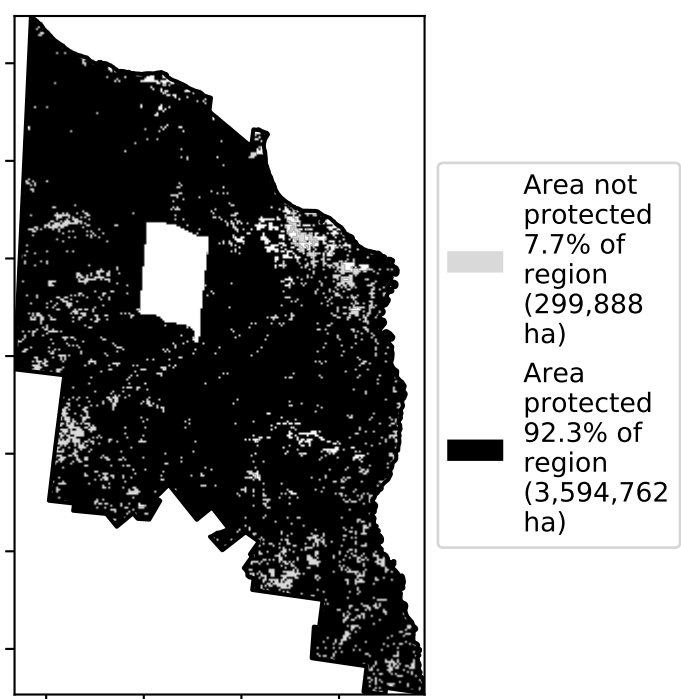 Area not
protected
7.7% of
region
(299,888
ha)
Area
protected
92.3% of
region
(3,594,762
ha)